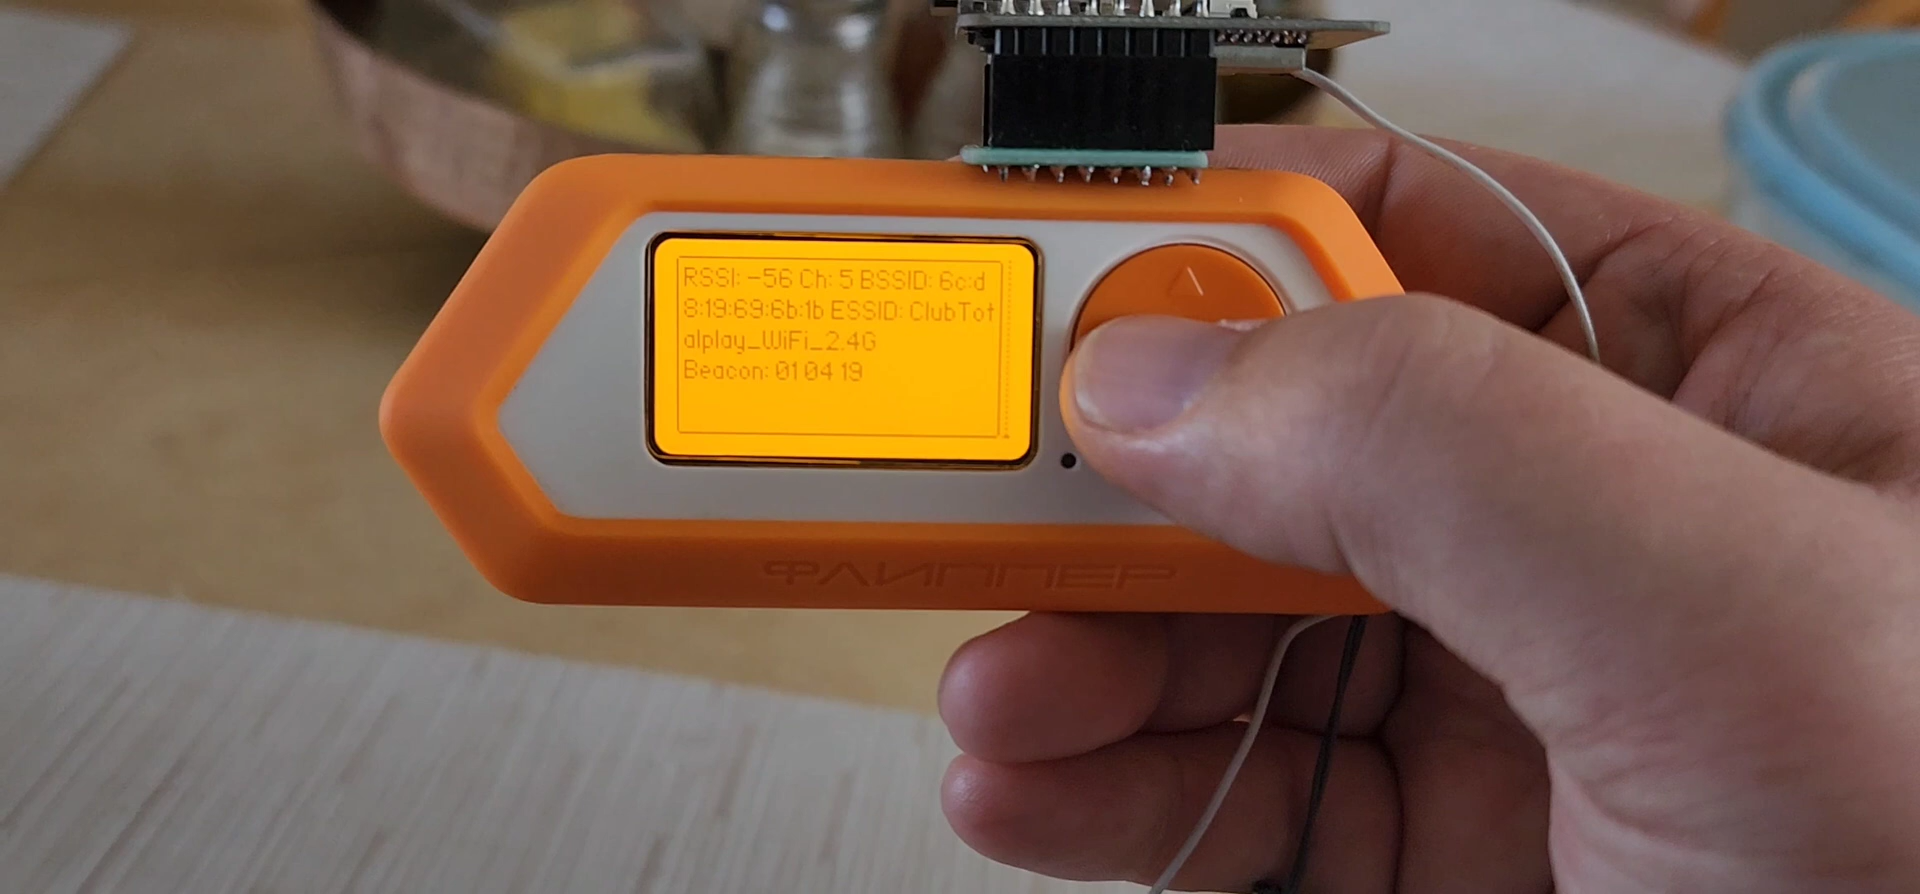 RSSI: -56 Ch: 5 BSSID: 6c:d
8:19:69:6b:1b ESSID: ClubTot
alplay_WiFi_2.4G
Beacon: 01 04 19
ФЛИППЕР